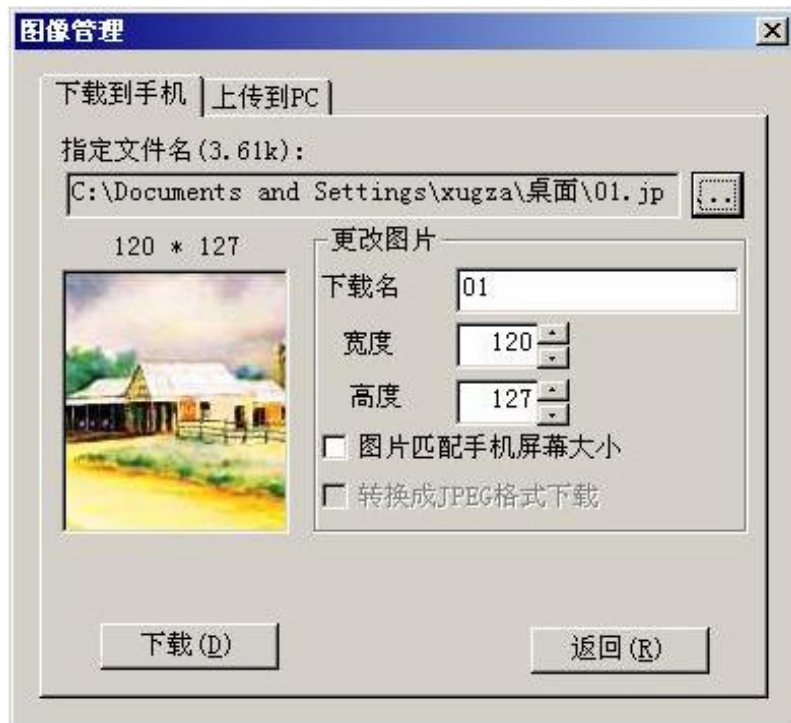 图像管理
下载到手机 上传到PC
指定文件名(3.61k):
C:\Documents and Settings\xugza\桌面\01.jp ...
120 * 127
更改图片
下载名 01
宽度 120
高度 127
图片匹配手机屏幕大小
转换成JPEG格式下载
下载(D) 返回(R)